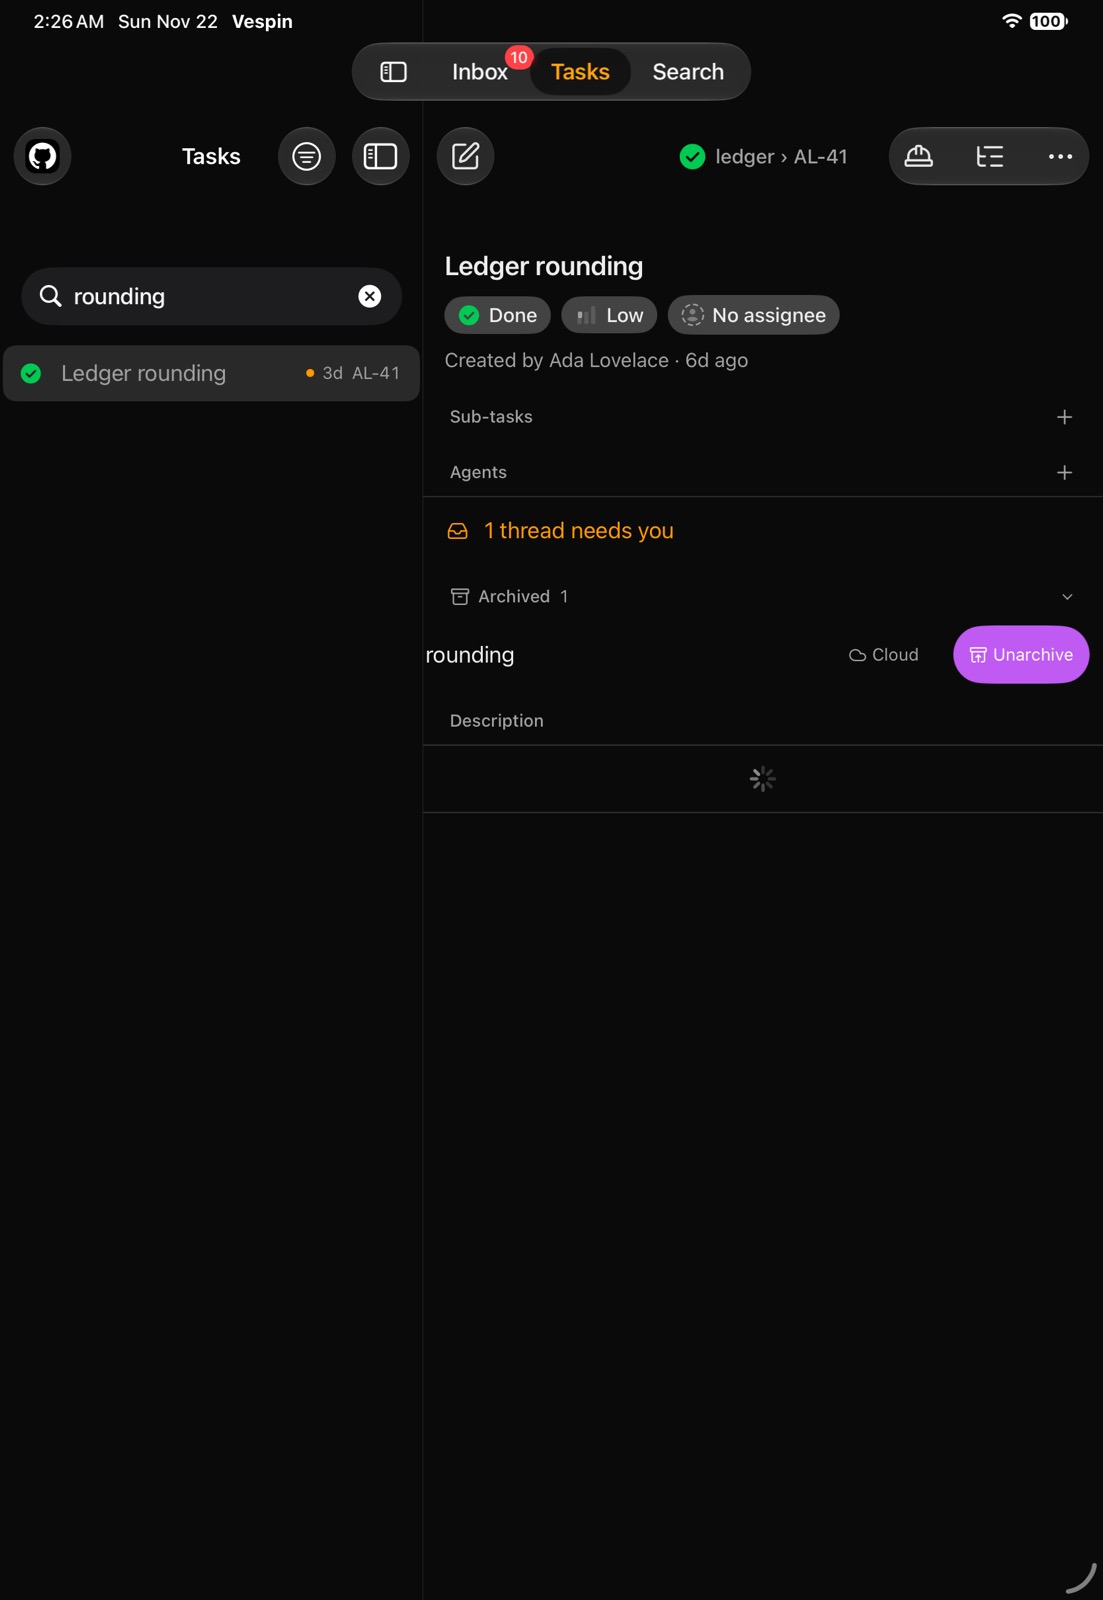 2:26 AM Sun Nov 22 Vespin
100
Inbox 10 Tasks Search
Tasks
ledger › AL-41
rounding
Ledger rounding 3d AL-41
Ledger rounding
Done Low No assignee
Created by Ada Lovelace · 6d ago
Sub-tasks
Agents
1 thread needs you
Archived 1
rounding Cloud Unarchive
Description